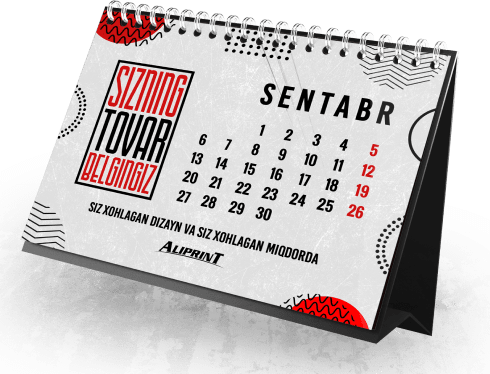 SIZNING
TOVAR
BELGINGIZ
SENTABR
1 2 3 4 5
6 7 8 9 10 11 12
13 14 15 16 17 18 19
20 21 22 23 24 25 26
27 28 29 30
SIZ XOHLAGAN DIZAYN VA SIZ XOHLAGAN MIQDORDA
ALIPRINT